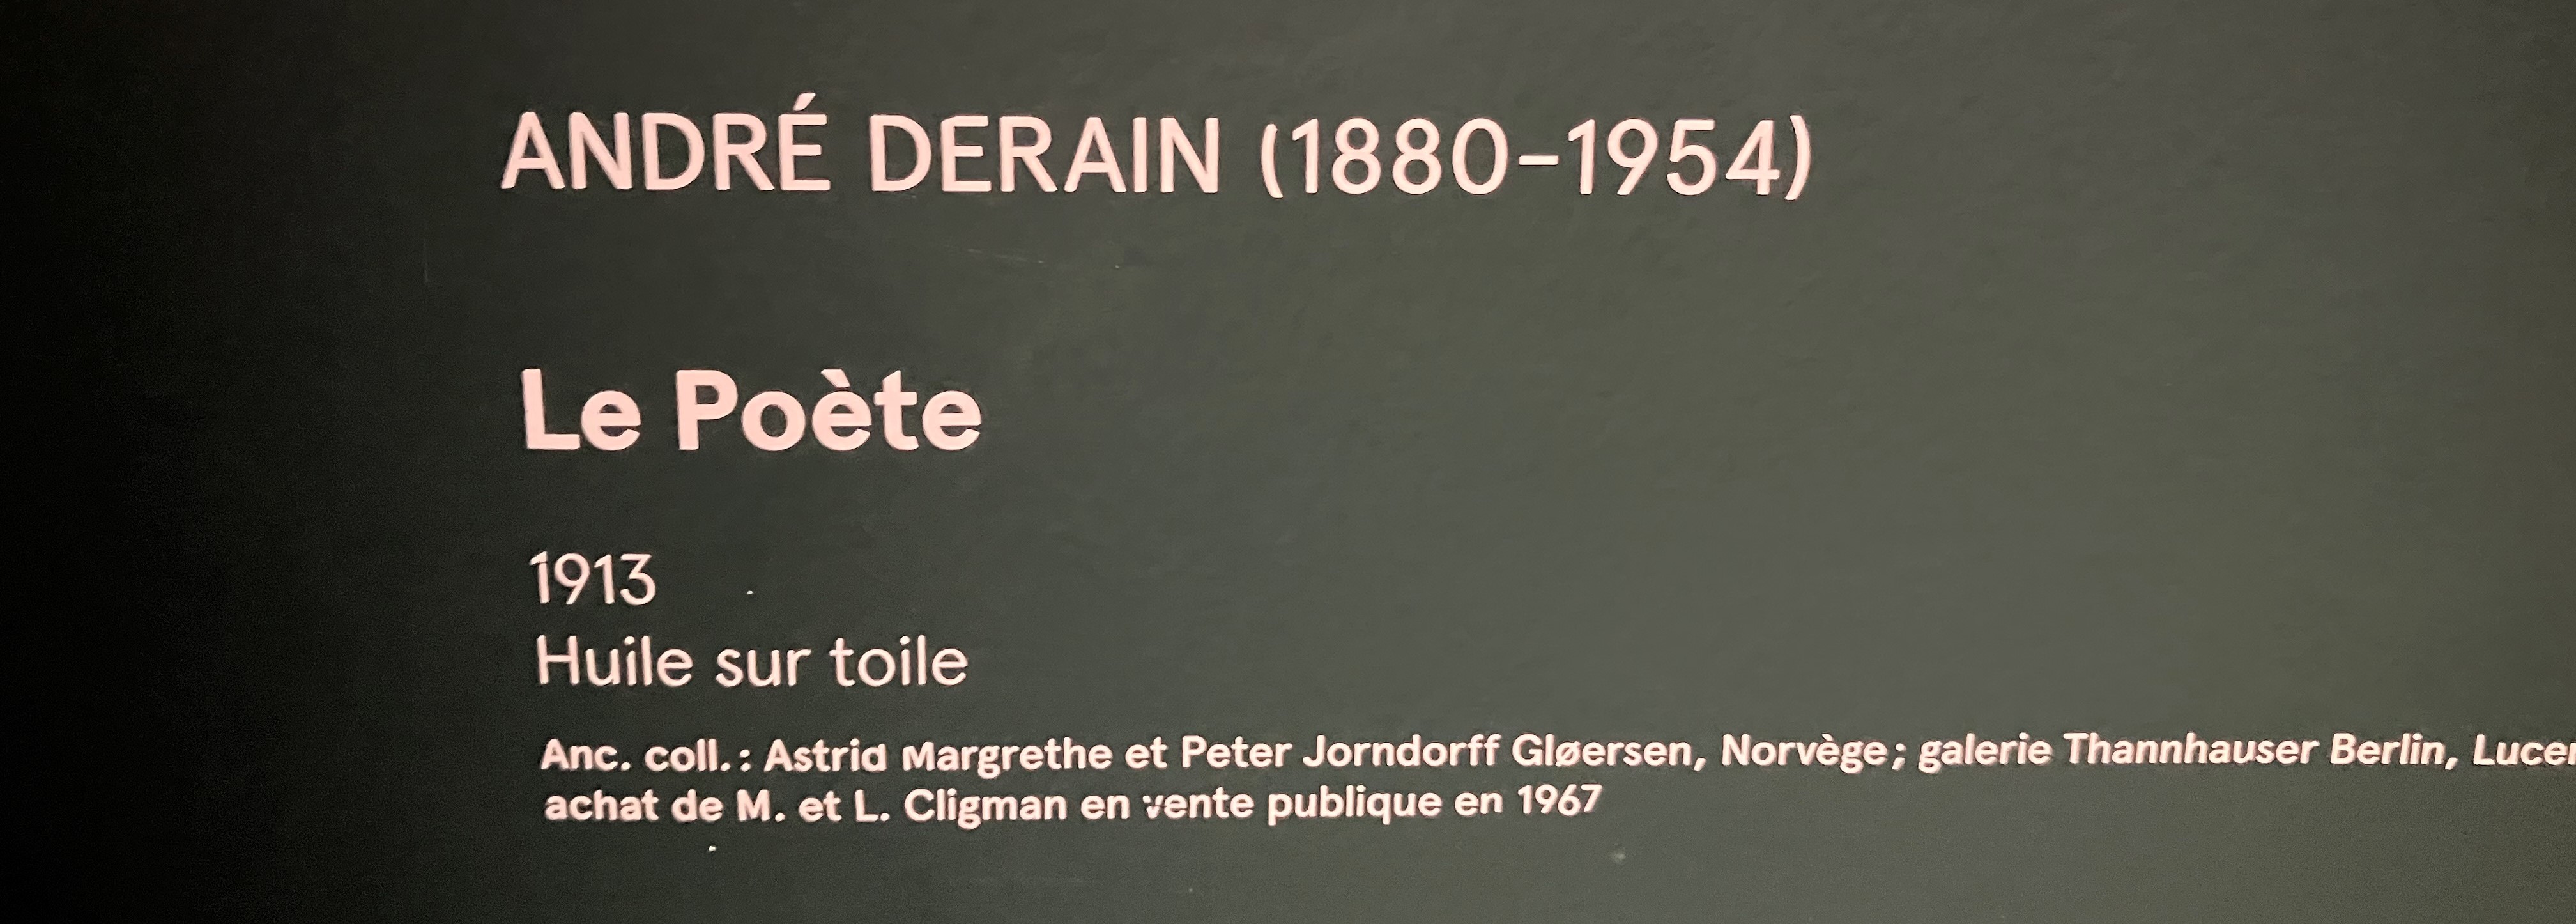 ANDRÉ DERAIN (1880–1954)
Le Poète
1913
Huile sur toile
Anc. coll. : Astrid Margrethe et Peter Jorndorff Gløersen, Norvège ; galerie Thannhauser Berlin,
achat de M. et L. Cligman en vente publique en 1967